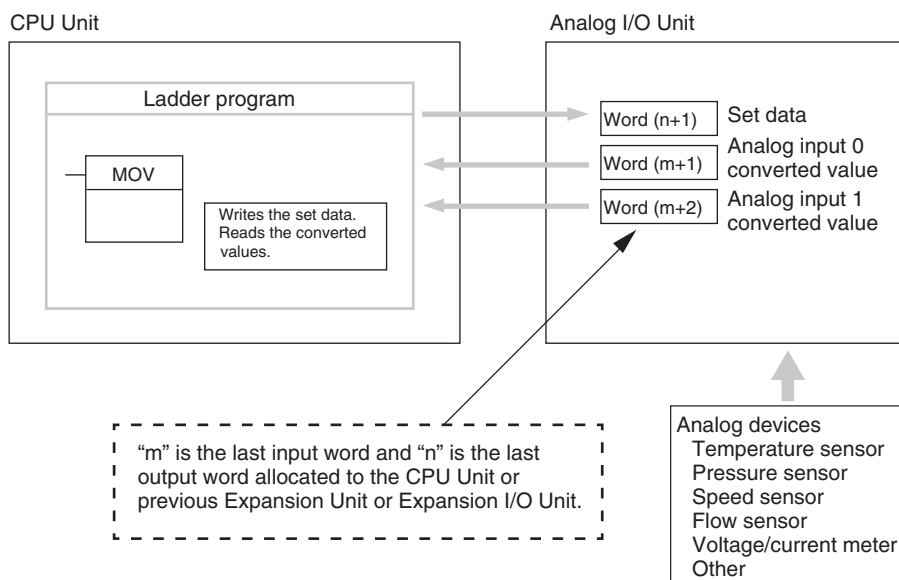 CPU Unit
Analog I/O Unit
Ladder program
MOV
Writes the set data.
Reads the converted
values.
Word (n+1)
Set data
Word (m+1)
Analog input 0
converted value
Word (m+2)
Analog input 1
converted value
“m” is the last input word and “n” is the last
output word allocated to the CPU Unit or
previous Expansion Unit or Expansion I/O Unit.
Analog devices
Temperature sensor
Pressure sensor
Speed sensor
Flow sensor
Voltage/current meter
Other